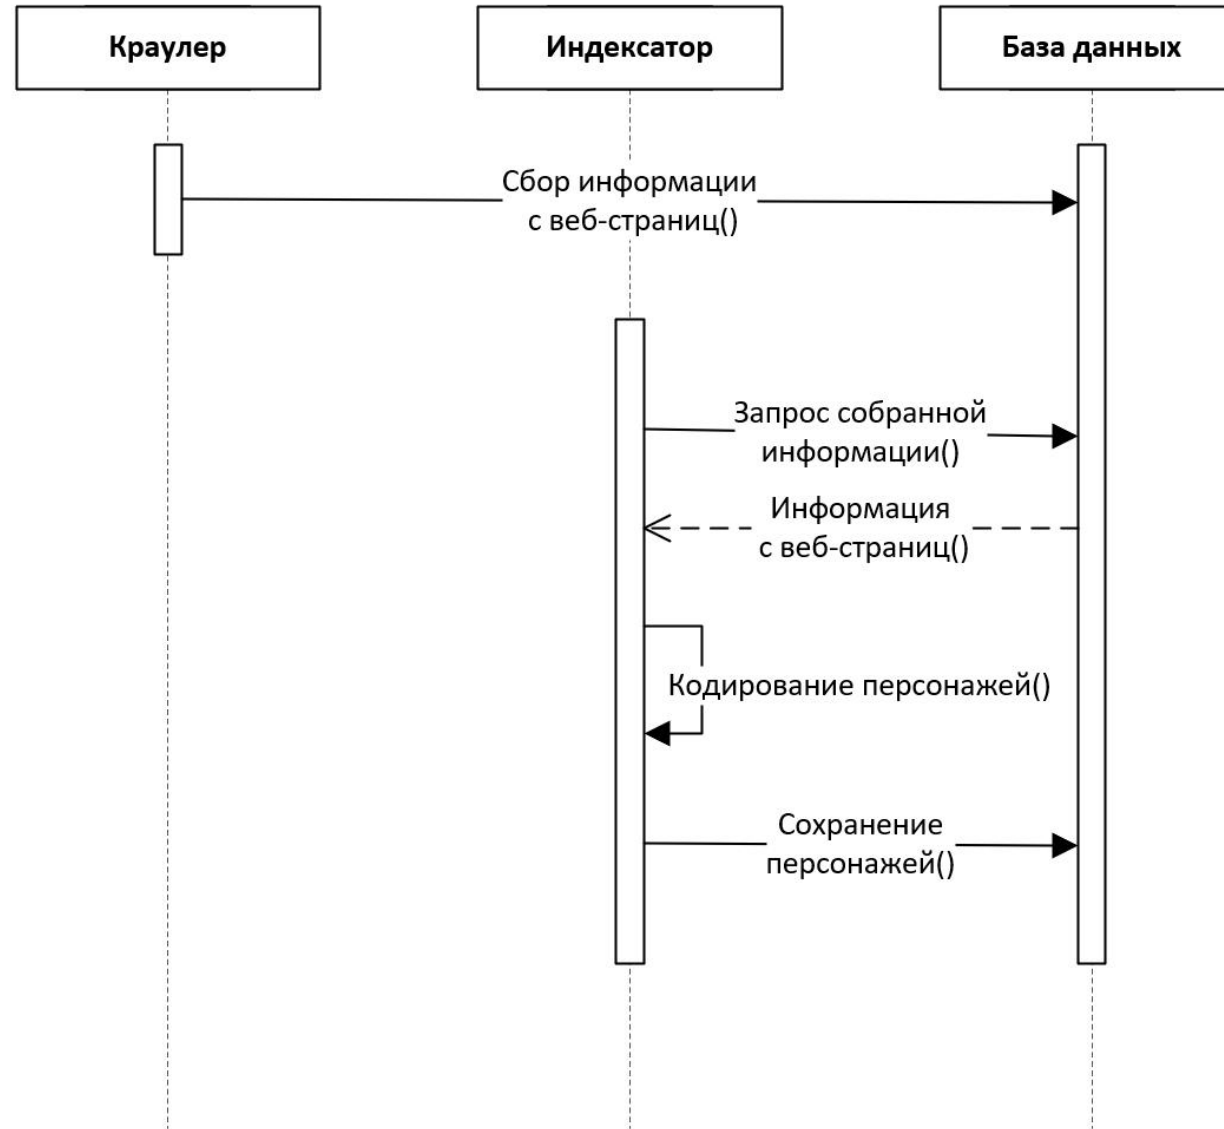 Краулер
Индексатор
База данных
Сбор информации
с веб-страниц()
Запрос собранной
информации()
Информация
с веб-страниц()
Кодирование персонажей()
Сохранение
персонажей()